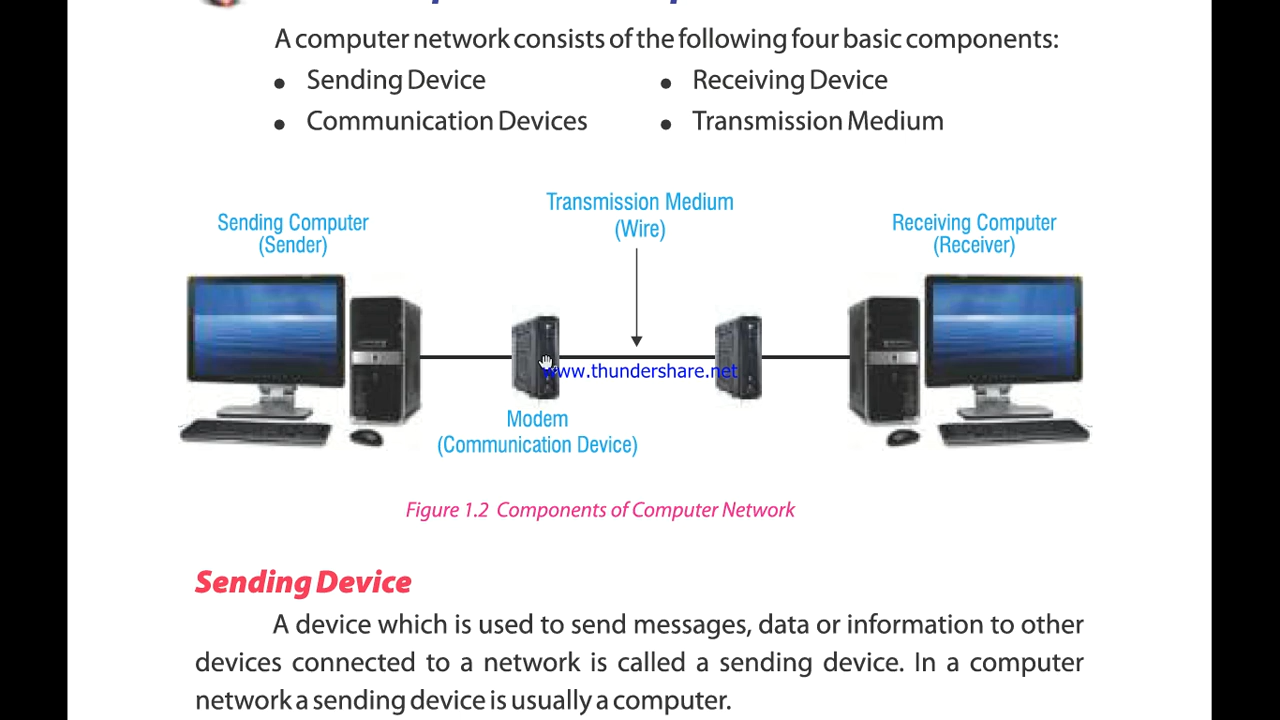 A computer network consists of the following four basic components:
• Sending Device
• Receiving Device
• Communication Devices
• Transmission Medium
Transmission Medium
(Wire)
Sending Computer
(Sender)
Receiving Computer
(Receiver)
www.thundershare.net
Modem
(Communication Device)
Figure 1.2 Components of Computer Network
Sending Device
A device which is used to send messages, data or information to other
devices connected to a network is called a sending device. In a computer
network a sending device is usually a computer.